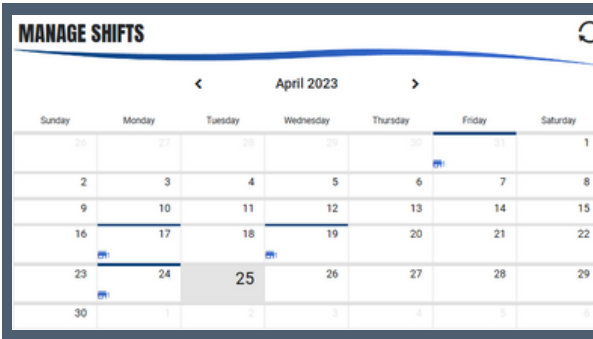 MANAGE SHIFTS
April 2023
Sunday Monday Tuesday Wednesday Thursday Friday Saturday
26 27 28 29 30 31 1
2 3 4 5 6 7 8
9 10 11 12 13 14 15
16 17 18 19 20 21 22
23 24 25 26 27 28 29
30 1 2 3 4 5 6